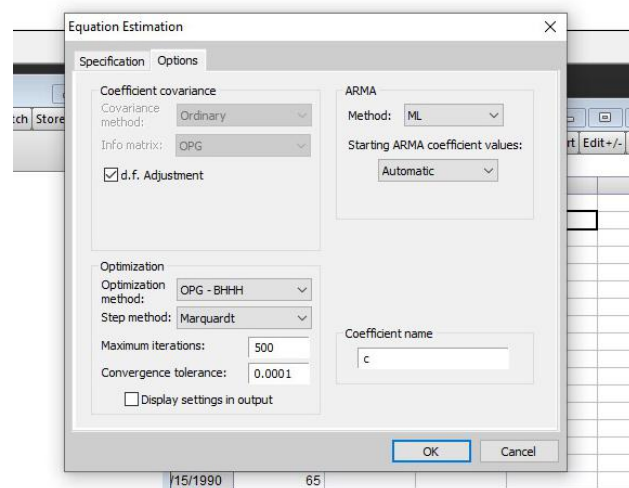 Equation Estimation
Specification Options
Coefficient covariance
Covariance method: Ordinary
Info matrix: OPG
d.f. Adjustment
ARMA
Method: ML
Starting ARMA coefficient values:
Automatic
Optimization
Optimization method: OPG - BHHH
Step method: Marquardt
Maximum iterations: 500
Convergence tolerance: 0.0001
Display settings in output
Coefficient name
c
OK Cancel
tch Store
rt Edit+/-
/15/1990 65